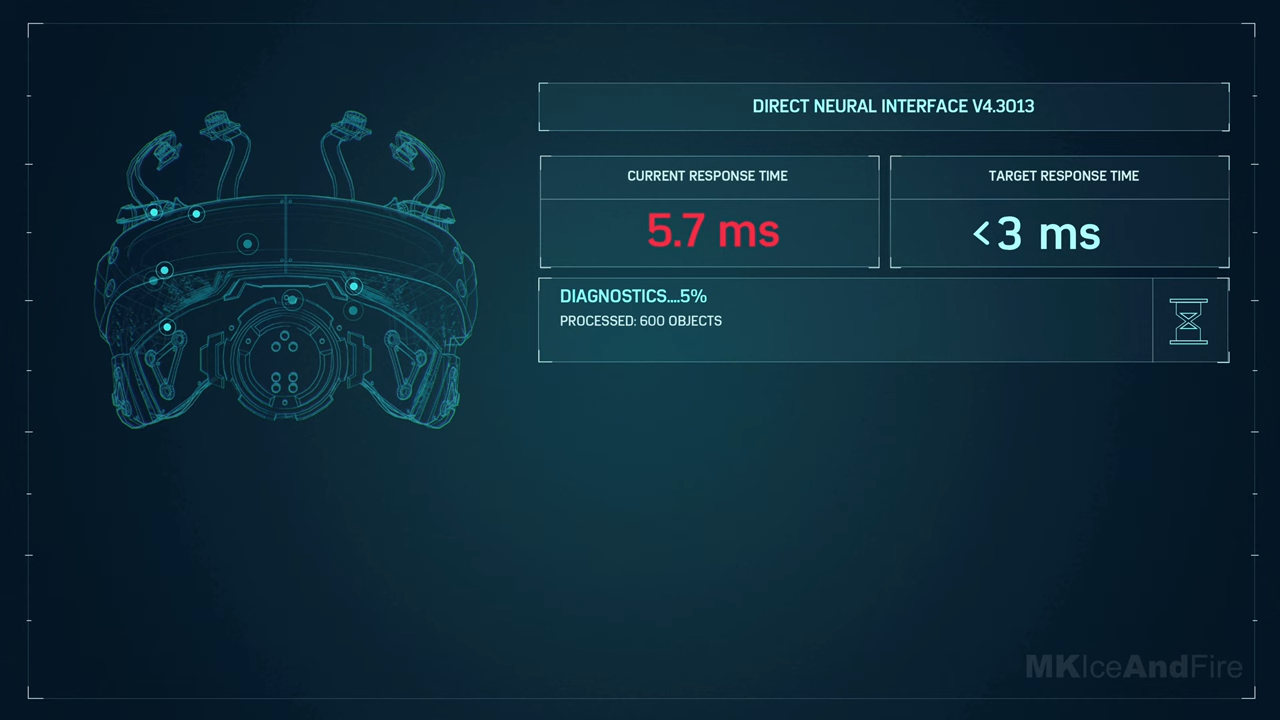 DIRECT NEURAL INTERFACE V4.3013
CURRENT RESPONSE TIME
5.7 ms
TARGET RESPONSE TIME
<3 ms
DIAGNOSTICS....5%
PROCESSED: 600 OBJECTS
MKIceAndFire